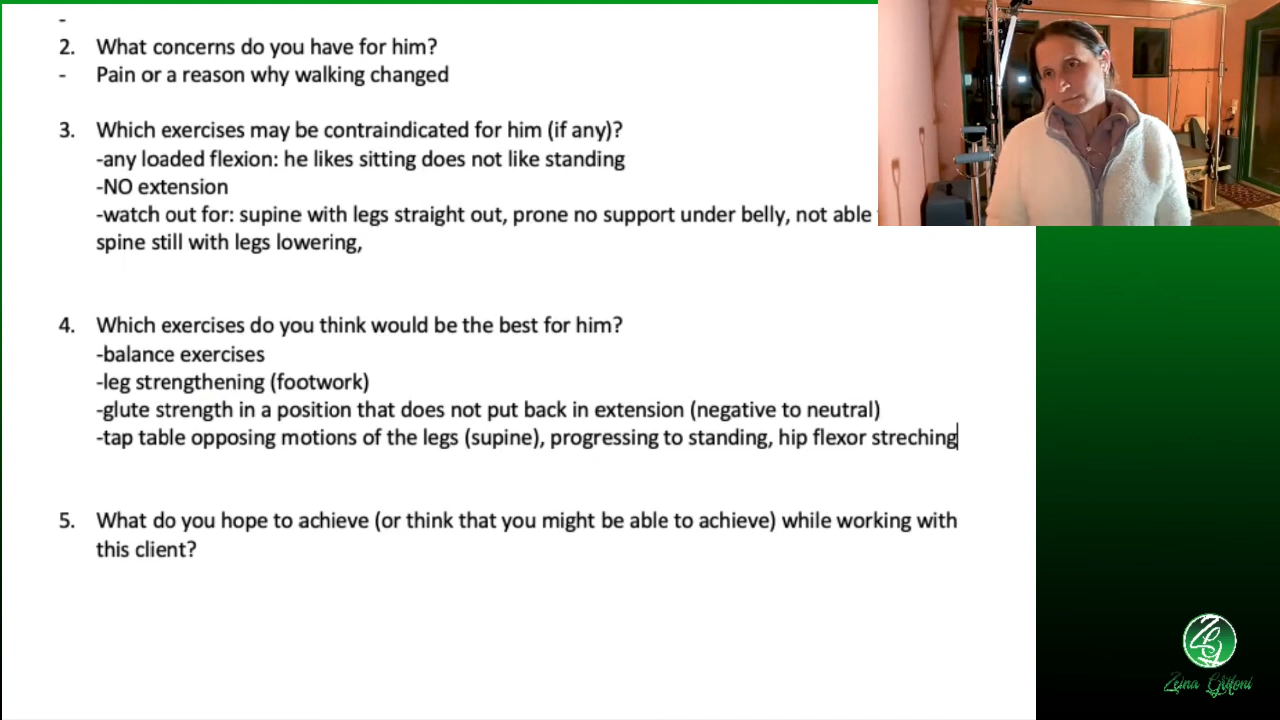 -
2. What concerns do you have for him?
- Pain or a reason why walking changed
3. Which exercises may be contraindicated for him (if any)?
-any loaded flexion: he likes sitting does not like standing
-NO extension
-watch out for: supine with legs straight out, prone no support under belly, not able
spine still with legs lowering,
4. Which exercises do you think would be the best for him?
-balance exercises
-leg strengthening (footwork)
-glute strength in a position that does not put back in extension (negative to neutral)
-tap table opposing motions of the legs (supine), progressing to standing, hip flexor streching
5. What do you hope to achieve (or think that you might be able to achieve) while working with
this client?
Zeina Grifoni